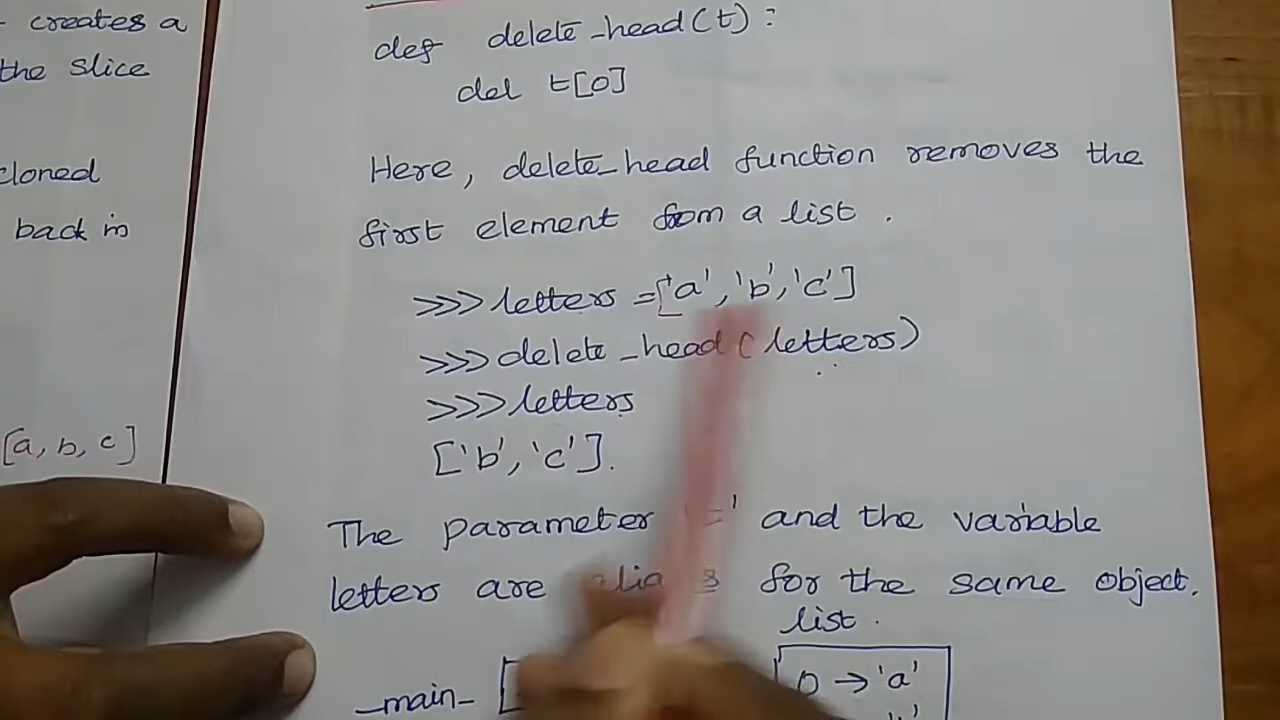 creates a
the slice
cloned
back in
[a, b, c]
def delete_head(t):
del t[0]
Here, delete_head function removes the
first element from a list.
>>> letters = ['a', 'b', 'c']
>>> delete_head(letters)
>>> letters
['b', 'c'].
The parameter and the variable
letters are for the same object.
list.
_main_
0 → 'a'